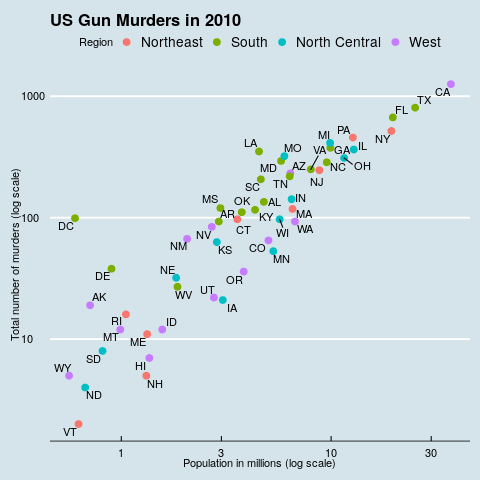 US Gun Murders in 2010
Region Northeast South North Central West
Total number of murders (log scale)
1000
100
10
CA
TX
FL
NY
PA
MI
IL
LA
MO
VA
GA
OH
MD
AZ
NC
SC
TN
NJ
MS
OK
AL
IN
AR
KY
MA
DC
CT
WI
WA
NV
NM
KS
CO
MN
DE
NE
OR
WV
UT
AK
IA
RI
ID
MT
ME
SD
HI
WY
NH
ND
VT
1 3 10 30
Population in millions (log scale)